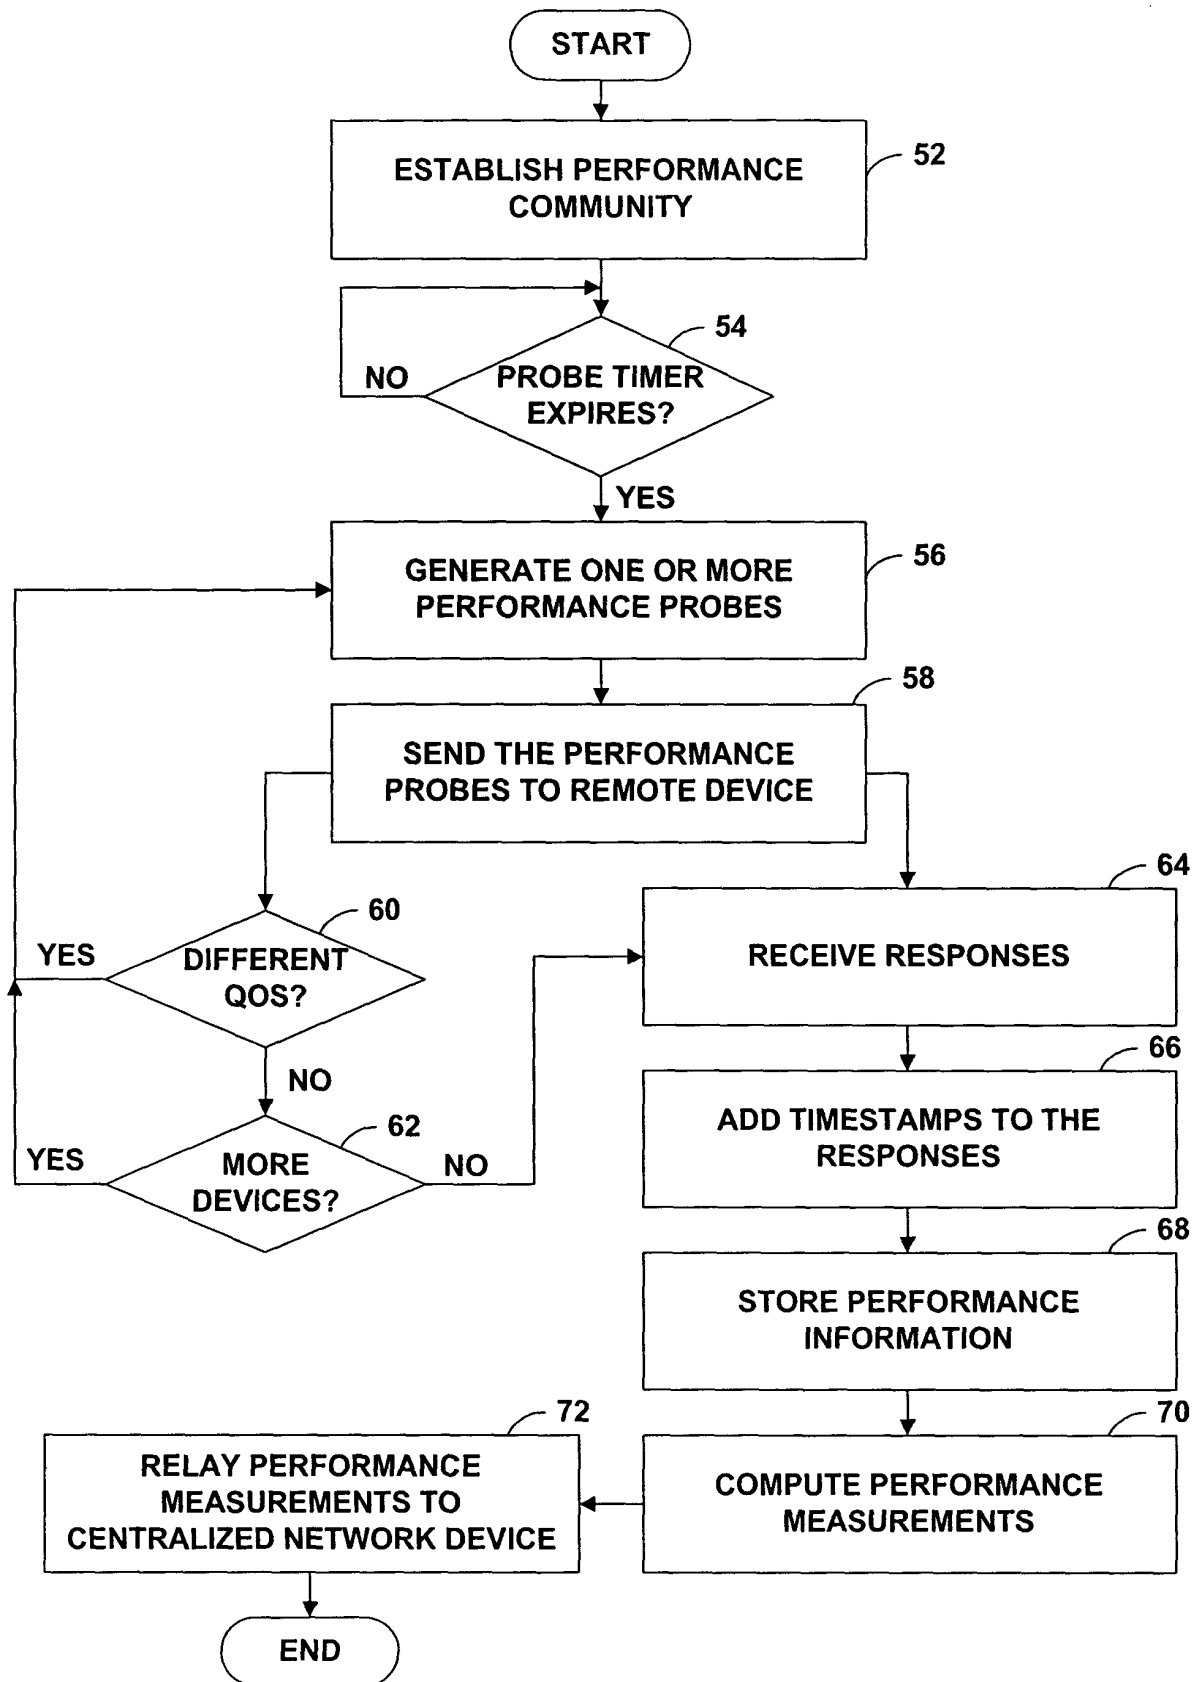 START
ESTABLISH PERFORMANCE
COMMUNITY
52
54
PROBE TIMER
EXPIRES?
NO
YES
GENERATE ONE OR MORE
PERFORMANCE PROBES
56
58
SEND THE PERFORMANCE
PROBES TO REMOTE DEVICE
60
DIFFERENT
QOS?
YES
NO
62
MORE
DEVICES?
YES
NO
64
RECEIVE RESPONSES
66
ADD TIMESTAMPS TO THE
RESPONSES
68
STORE PERFORMANCE
INFORMATION
70
COMPUTE PERFORMANCE
MEASUREMENTS
72
RELAY PERFORMANCE
MEASUREMENTS TO
CENTRALIZED NETWORK DEVICE
END